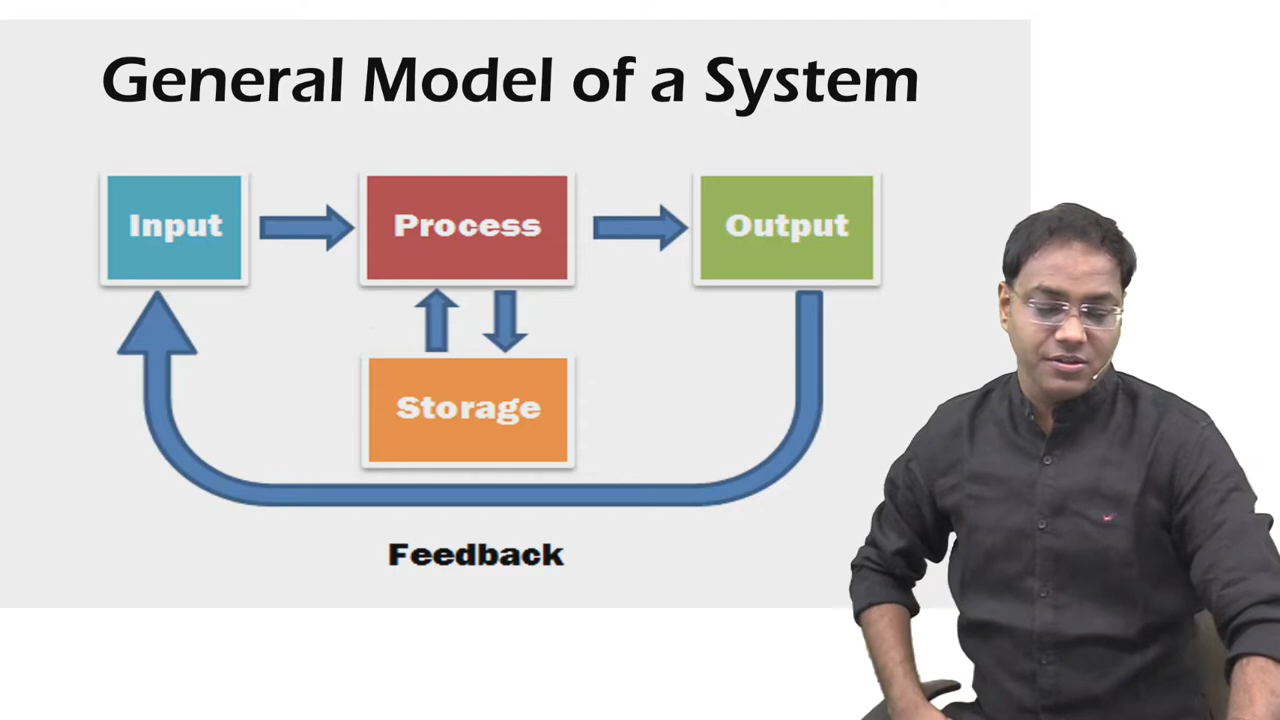 General Model of a System
Input
Process
Output
Storage
Feedback